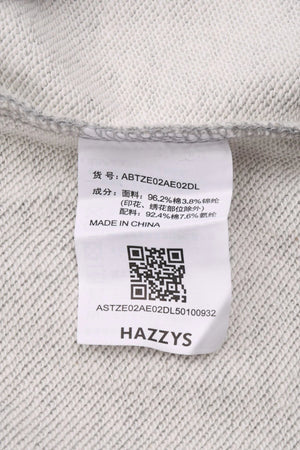 货 号: ABTZE02AE02DL
成分: 面料: 96.2%棉3.8%锦纶
(印花、绣花部位除外)
配料: 92.4%棉7.6%氨纶
MADE IN CHINA
ASTZE02AE02DL50100932
HAZZYS